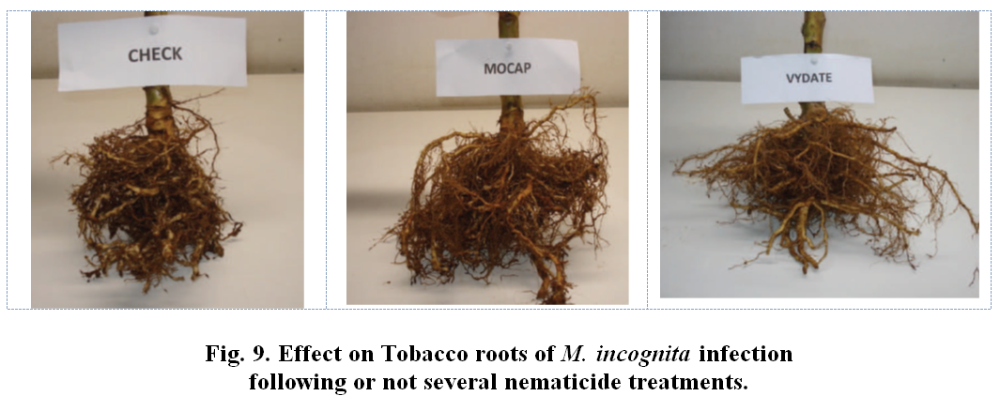 CHECK
MOCAP
VYDATE
Fig. 9. Effect on Tobacco roots of M. incognita infection
following or not several nematicide treatments.